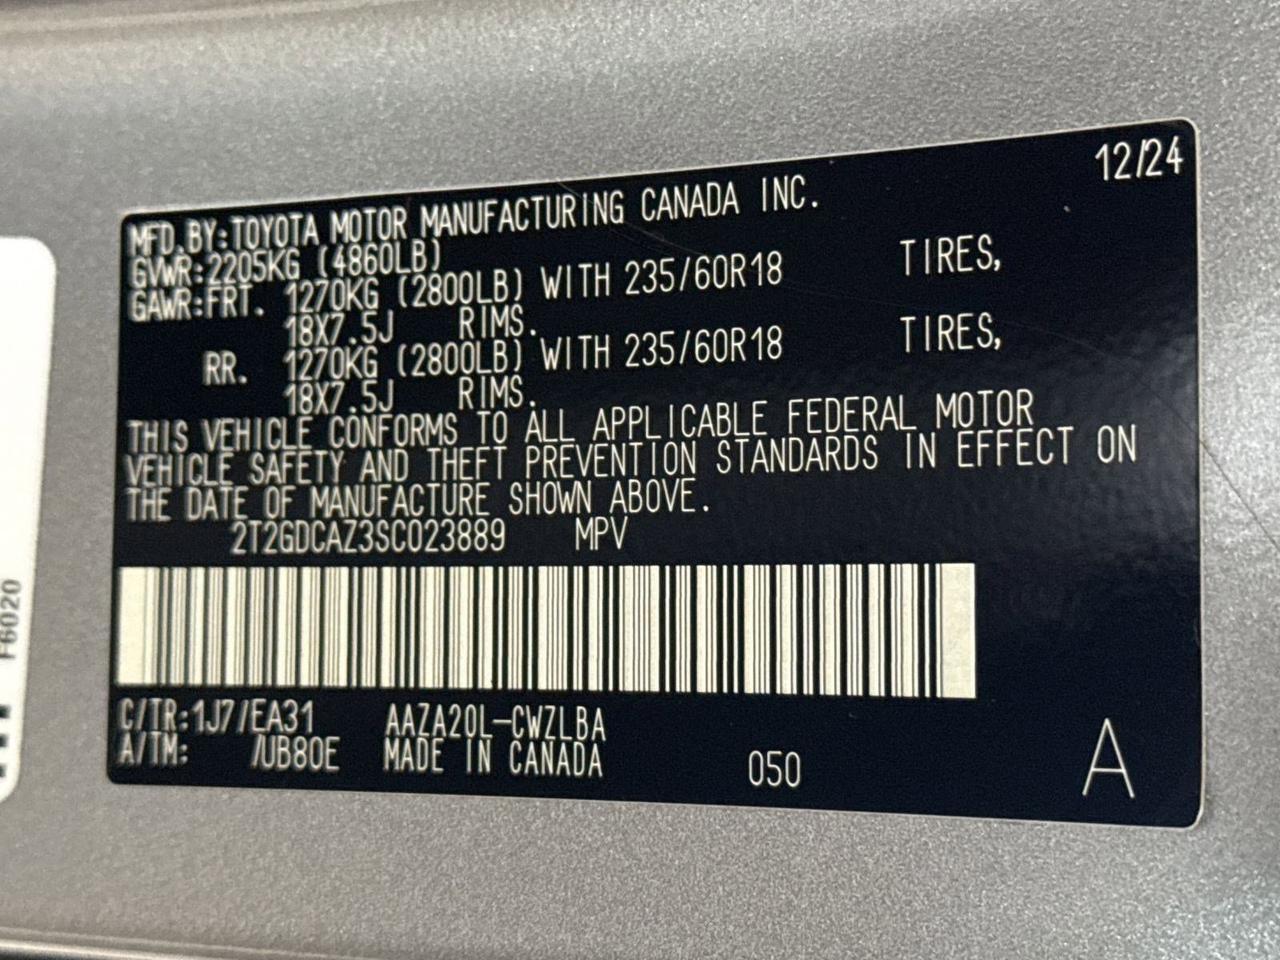 12/24
MFD.BY:TOYOTA MOTOR MANUFACTURING CANADA INC.
GVWR:2205KG (4860LB)
GAWR:FRT. 1270KG (2800LB) WITH 235/60R18 TIRES,
18X7.5J RIMS.
RR. 1270KG (2800LB) WITH 235/60R18 TIRES,
18X7.5J RIMS.
THIS VEHICLE CONFORMS TO ALL APPLICABLE FEDERAL MOTOR
VEHICLE SAFETY AND THEFT PREVENTION STANDARDS IN EFFECT ON
THE DATE OF MANUFACTURE SHOWN ABOVE.
2T2GDCAZ3SC023889 MPV
C/TR:1J7/EA31 AAZA20L-CWZLBA
A/TM: /UB80E MADE IN CANADA 050 A
F6020